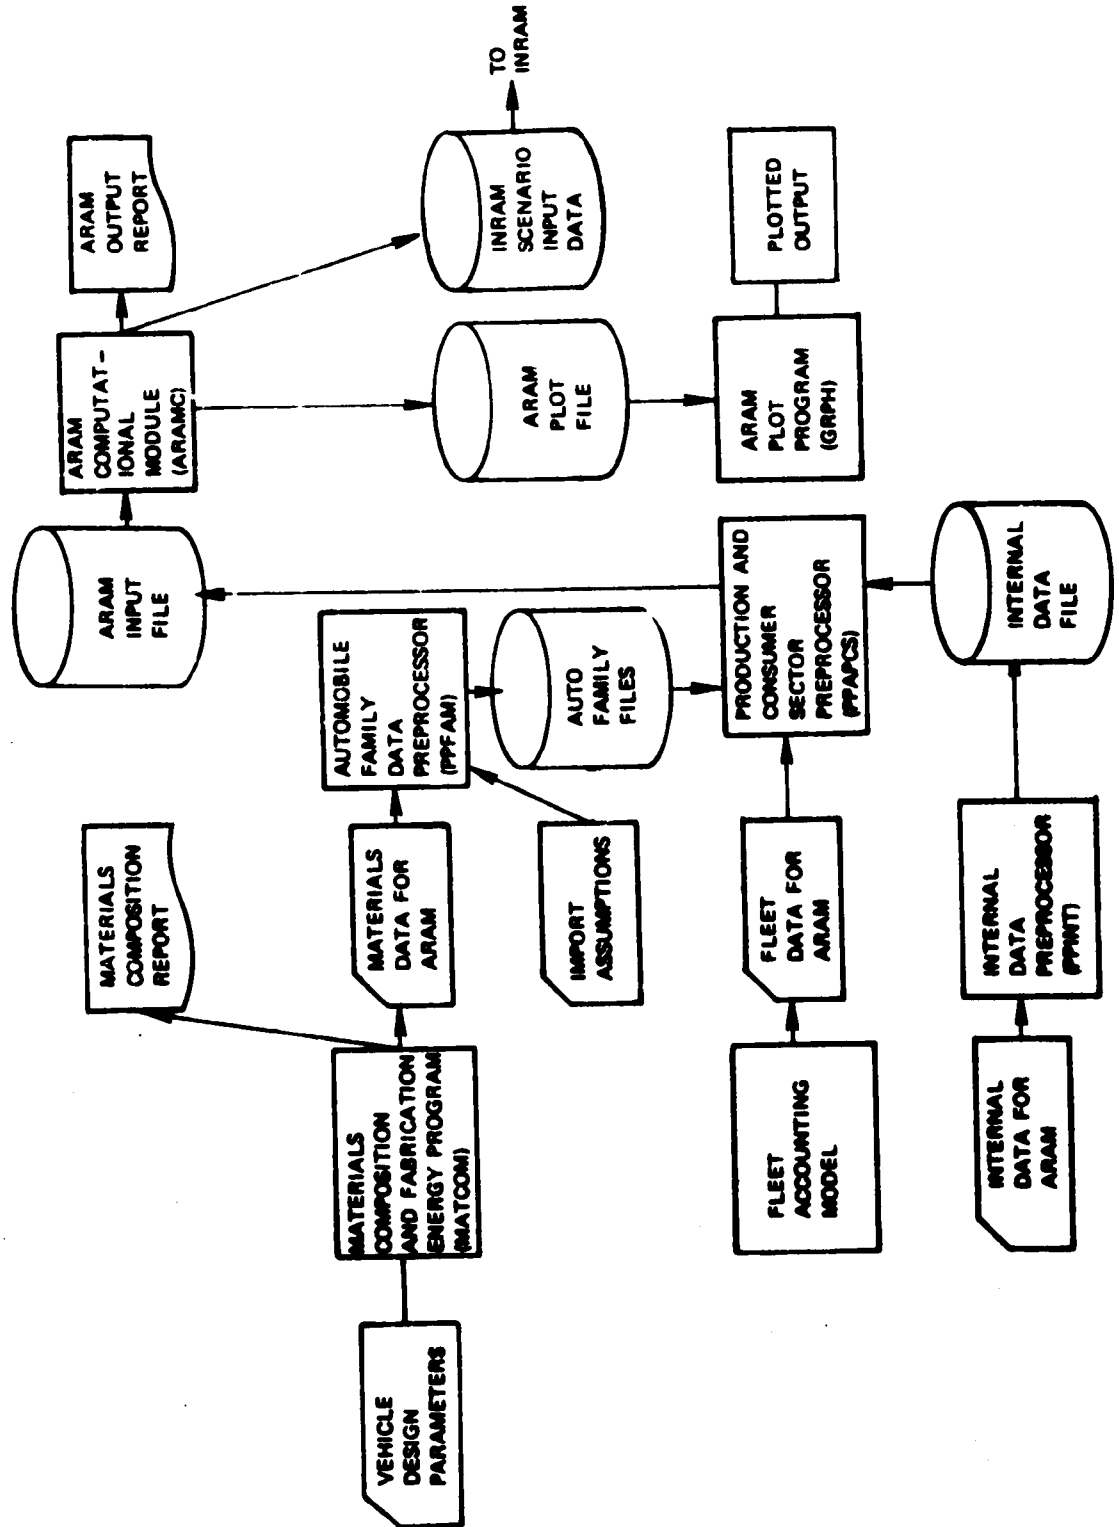 VEHICLE
DESIGN
PARAMETERS
MATERIALS
COMPOSITION
AND FABRICATION
ENERGY PROGRAM
(MATCOM)
MATERIALS
COMPOSITION
REPORT
MATERIALS
DATA FOR
ARAM
IMPORT
ASSUMPTIONS
AUTOMOBILE
FAMILY
DATA
PREPROCESSOR
(PPFAM)
AUTO
FAMILY
FILES
FLEET
ACCOUNTING
MODEL
FLEET
DATA FOR
ARAM
PRODUCTION AND
CONSUMER
SECTOR
PREPROCESSOR
(PPAPCS)
INTERNAL
DATA FOR
ARAM
INTERNAL
DATA
PREPROCESSOR
(PPINT)
INTERNAL
DATA
FILE
ARAM
INPUT
FILE
ARAM
COMPUTAT-
IONAL
MODULE
(ARAMC)
ARAM
OUTPUT
REPORT
INRAM
SCENARIO
INPUT
DATA
TO
INRAM
ARAM
PLOT
FILE
ARAM
PLOT
PROGRAM
(GRPH)
PLOTTED
OUTPUT